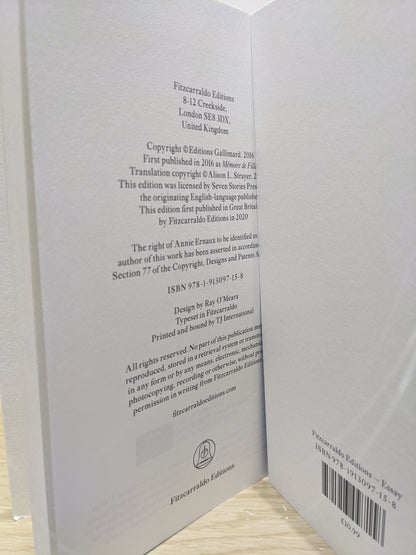 Fitzcarraldo Editions
8-12 Creekside,
London SE8 3DX,
United Kingdom
Copyright ©Editions Gallimard, 2016
First published in 2016 as Mémoire de Fille
Translation copyright ©Alison L. Strayer, 2
This edition was licensed by Seven Stories Press
the originating English-language publisher
This edition first published in Great Britain
by Fitzcarraldo Editions in 2020
The right of Annie Ernaux to be identified as
author of this work has been asserted in accordance
Section 77 of the Copyright, Designs and Patents A
ISBN 978-1-913097-15-8
Design by Ray O'Meara
Typeset in Fitzcarraldo
Printed and bound by TJ International
All rights reserved. No part of this publication may
reproduced, stored in a retrieval system or transm
in any form or by any means, electronic, mechanic
photocopying, recording or otherwise, without pri
permission in writing from Fitzcarraldo Editions
fitzcarraldoeditions.com
Fitzcarraldo Editions
Fitzcarraldo Editions — Essay
ISBN 978-1913097-15-8
£10.99